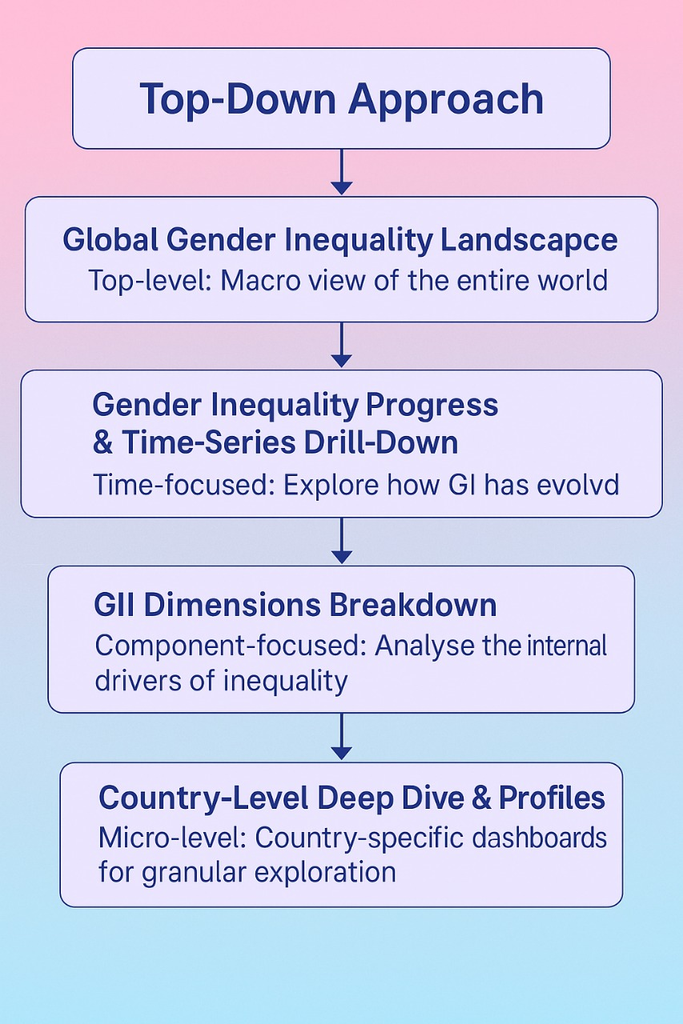 Top-Down Approach
Global Gender Inequality Landscapce
Top-level: Macro view of the entire world
Gender Inequality Progress
& Time-Series Drill-Down
Time-focused: Explore how GI has evolvd
GII Dimensions Breakdown
Component-focused: Analyse the internal
drivers of inequality
Country-Level Deep Dive & Profiles
Micro-level: Country-specific dashboards
for granular exploration